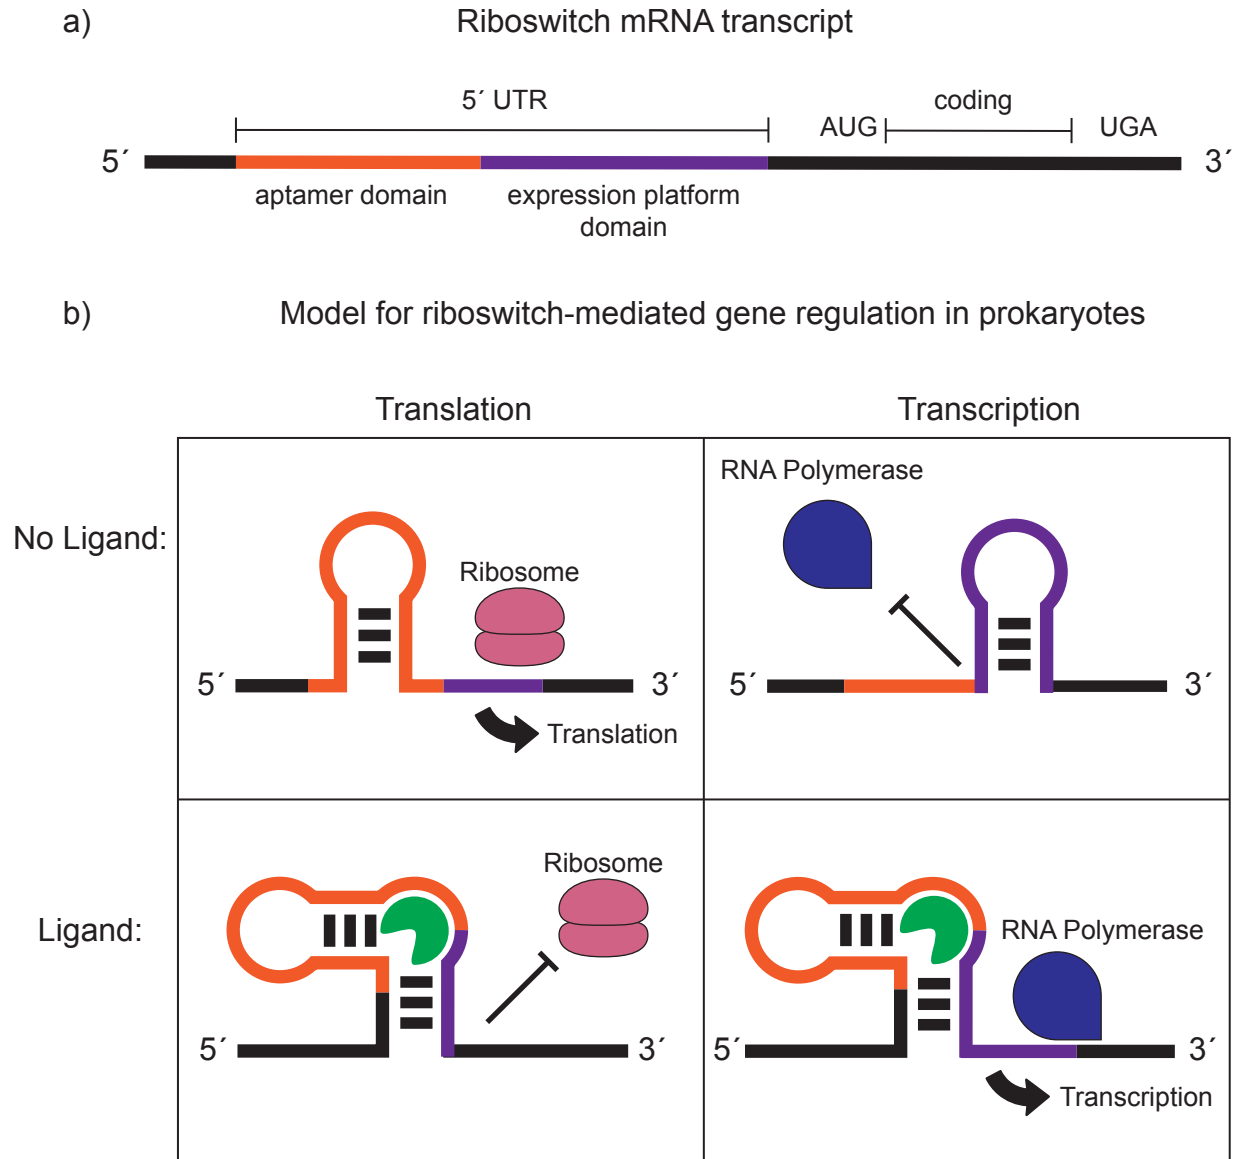 a)
Riboswitch mRNA transcript
5´ UTR
coding
AUG
UGA
5´
3´
aptamer domain
expression platform
domain
b)
Model for riboswitch-mediated gene regulation in prokaryotes
Translation
Transcription
No Ligand:
Ribosome
5´
3´
Translation
RNA Polymerase
5´
3´
Ligand:
Ribosome
5´
3´
RNA Polymerase
5´
3´
Transcription